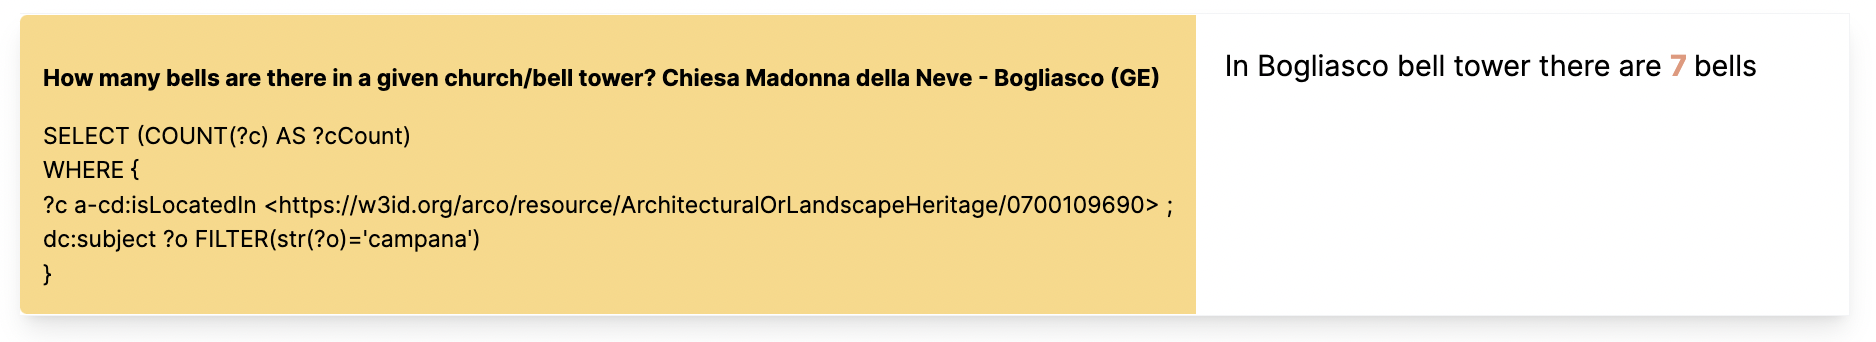 How many bells are there in a given church/bell tower? Chiesa Madonna della Neve - Bogliasco (GE)
SELECT (COUNT(?c) AS ?cCount)
WHERE {
?c a-cd:isLocatedIn <https://w3id.org/arco/resource/ArchitecturalOrLandscapeHeritage/0700109690> ;
dc:subject ?o FILTER(str(?o)='campana')
}
In Bogliasco bell tower there are 7 bells